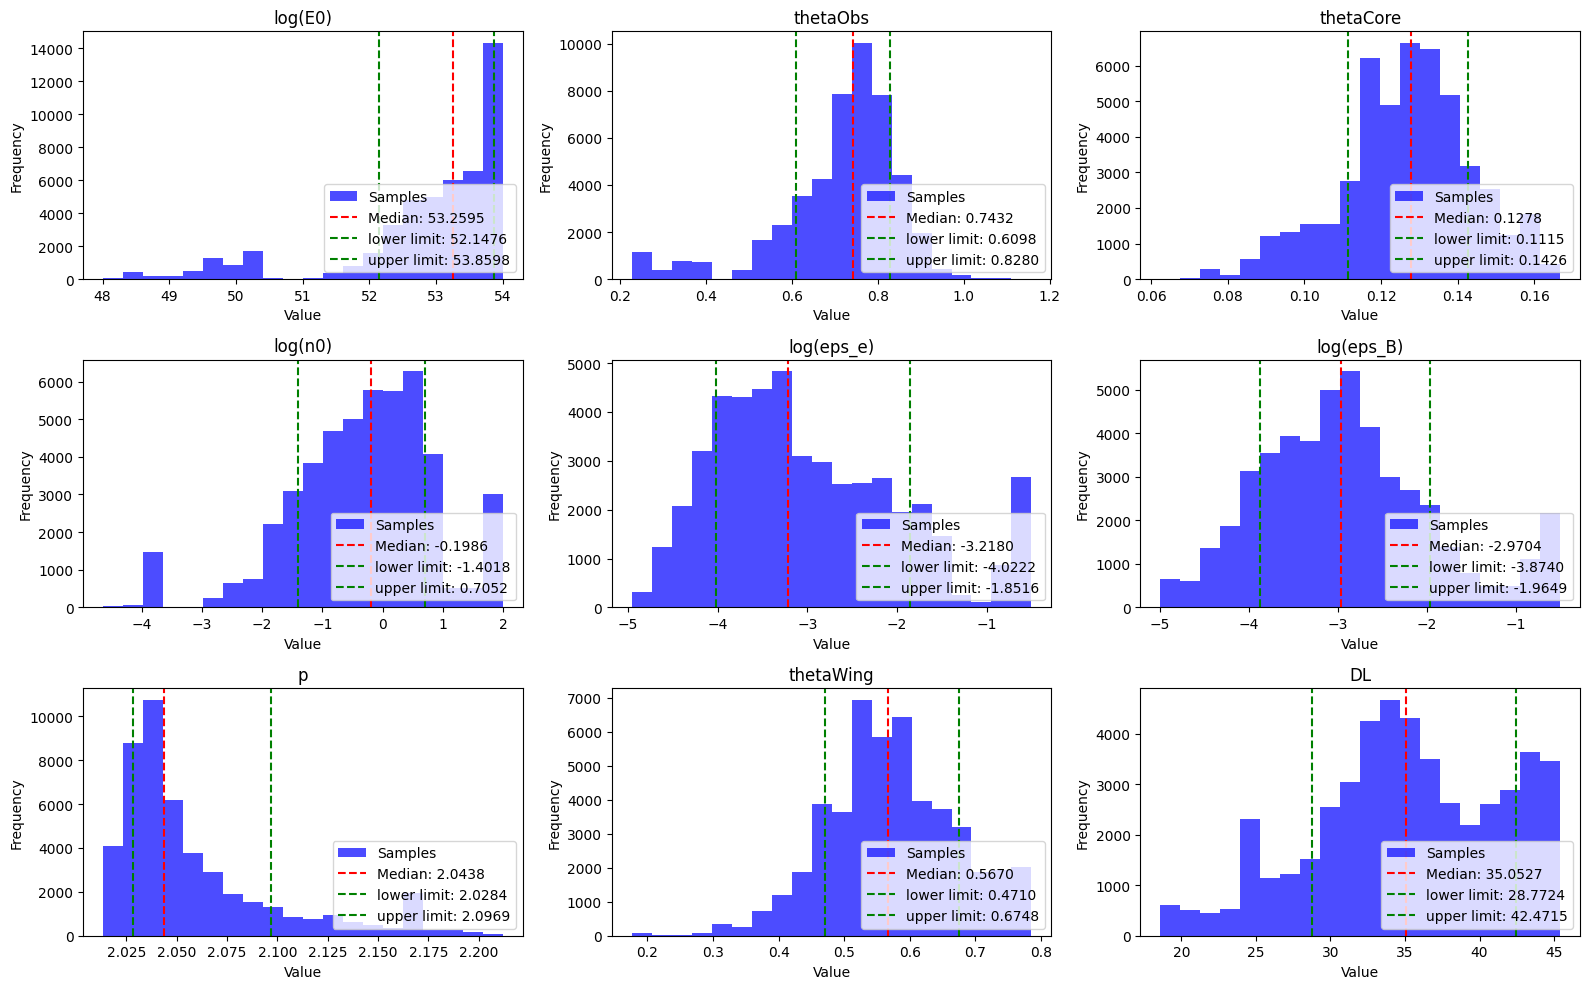 log(E0)
Frequency
14000
12000
10000
8000
6000
4000
2000
0
48 49 50 51 52 53 54
Value
Samples
Median: 53.2595
lower limit: 52.1476
upper limit: 53.8598
thetaObs
Frequency
10000
8000
6000
4000
2000
0
0.2 0.4 0.6 0.8 1.0 1.2
Value
Samples
Median: 0.7432
lower limit: 0.6098
upper limit: 0.8280
thetaCore
Frequency
6000
5000
4000
3000
2000
1000
0
0.06 0.08 0.10 0.12 0.14 0.16
Value
Samples
Median: 0.1278
lower limit: 0.1115
upper limit: 0.1426
log(n0)
Frequency
6000
5000
4000
3000
2000
1000
0
−4 −3 −2 −1 0 1 2
Value
Samples
Median: -0.1986
lower limit: -1.4018
upper limit: 0.7052
log(eps_e)
Frequency
5000
4000
3000
2000
1000
0
−5 −4 −3 −2 −1
Value
Samples
Median: -3.2180
lower limit: -4.0222
upper limit: -1.8516
log(eps_B)
Frequency
5000
4000
3000
2000
1000
0
−5 −4 −3 −2 −1
Value
Samples
Median: -2.9704
lower limit: -3.8740
upper limit: -1.9649
p
Frequency
10000
8000
6000
4000
2000
0
2.025 2.050 2.075 2.100 2.125 2.150 2.175 2.200
Value
Samples
Median: 2.0438
lower limit: 2.0284
upper limit: 2.0969
thetaWing
Frequency
7000
6000
5000
4000
3000
2000
1000
0
0.2 0.3 0.4 0.5 0.6 0.7 0.8
Value
Samples
Median: 0.5670
lower limit: 0.4710
upper limit: 0.6748
DL
Frequency
4000
3000
2000
1000
0
20 25 30 35 40 45
Value
Samples
Median: 35.0527
lower limit: 28.7724
upper limit: 42.4715